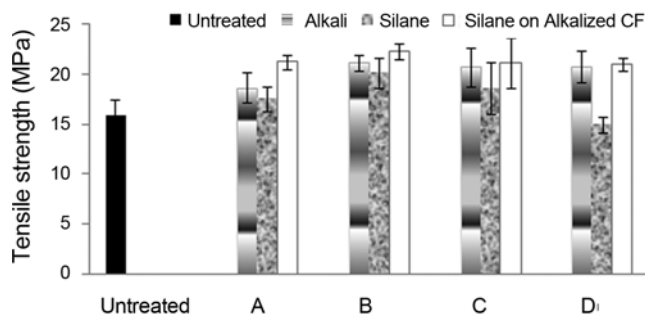 Untreated Alkali Silane Silane on Alkalized CF
Tensile strength (MPa)
25
20
15
10
5
0
Untreated A B C D